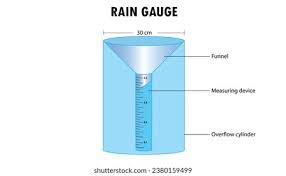 RAIN GAUGE
30 cm
Funnel
Measuring device
Overflow cylinder
shutterstock.com · 2380159499